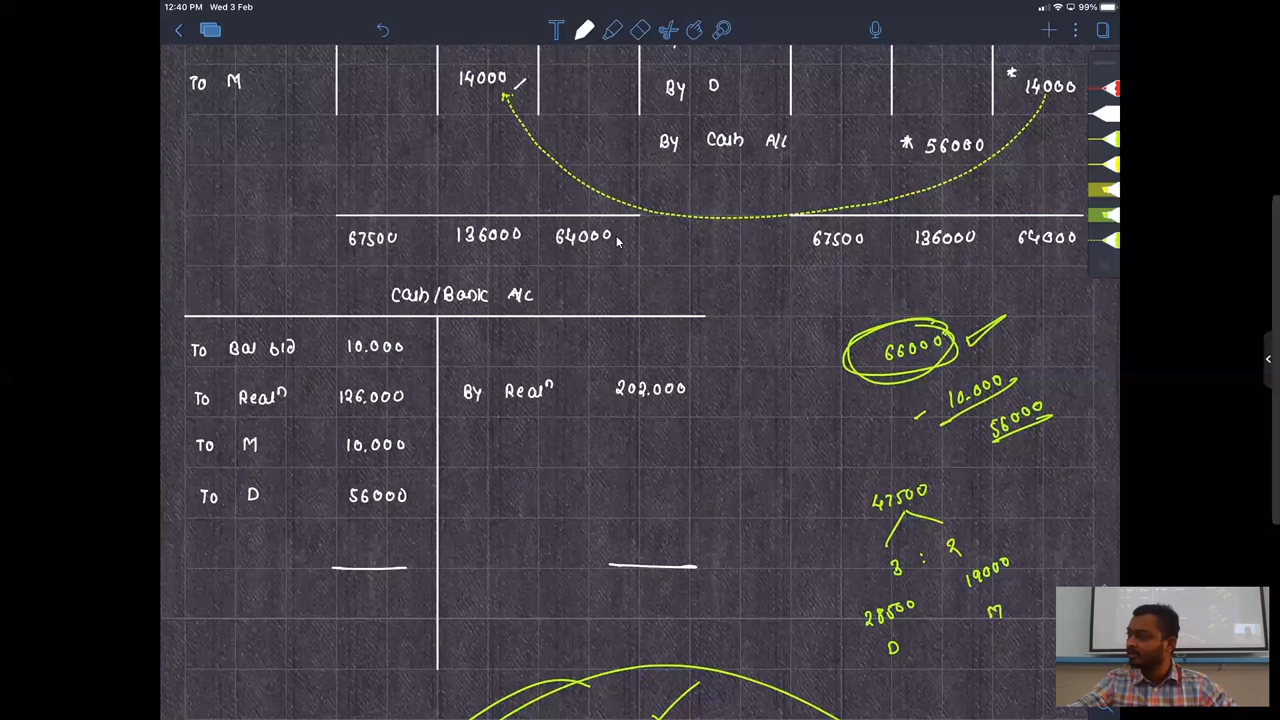 12:40 PM Wed 3 Feb 99%
To M 14000 By D * 14000
By Cash A/c * 56000
67500 136000 64000 67500 136000 64000
Cash/Bank A/c
To Bal b/d 10.000
To Realn 126.000 By Realn 202.000
To M 10.000
To D 56000
66000
- 10.000
56000
47500
3 : 2
28500 19000
D M